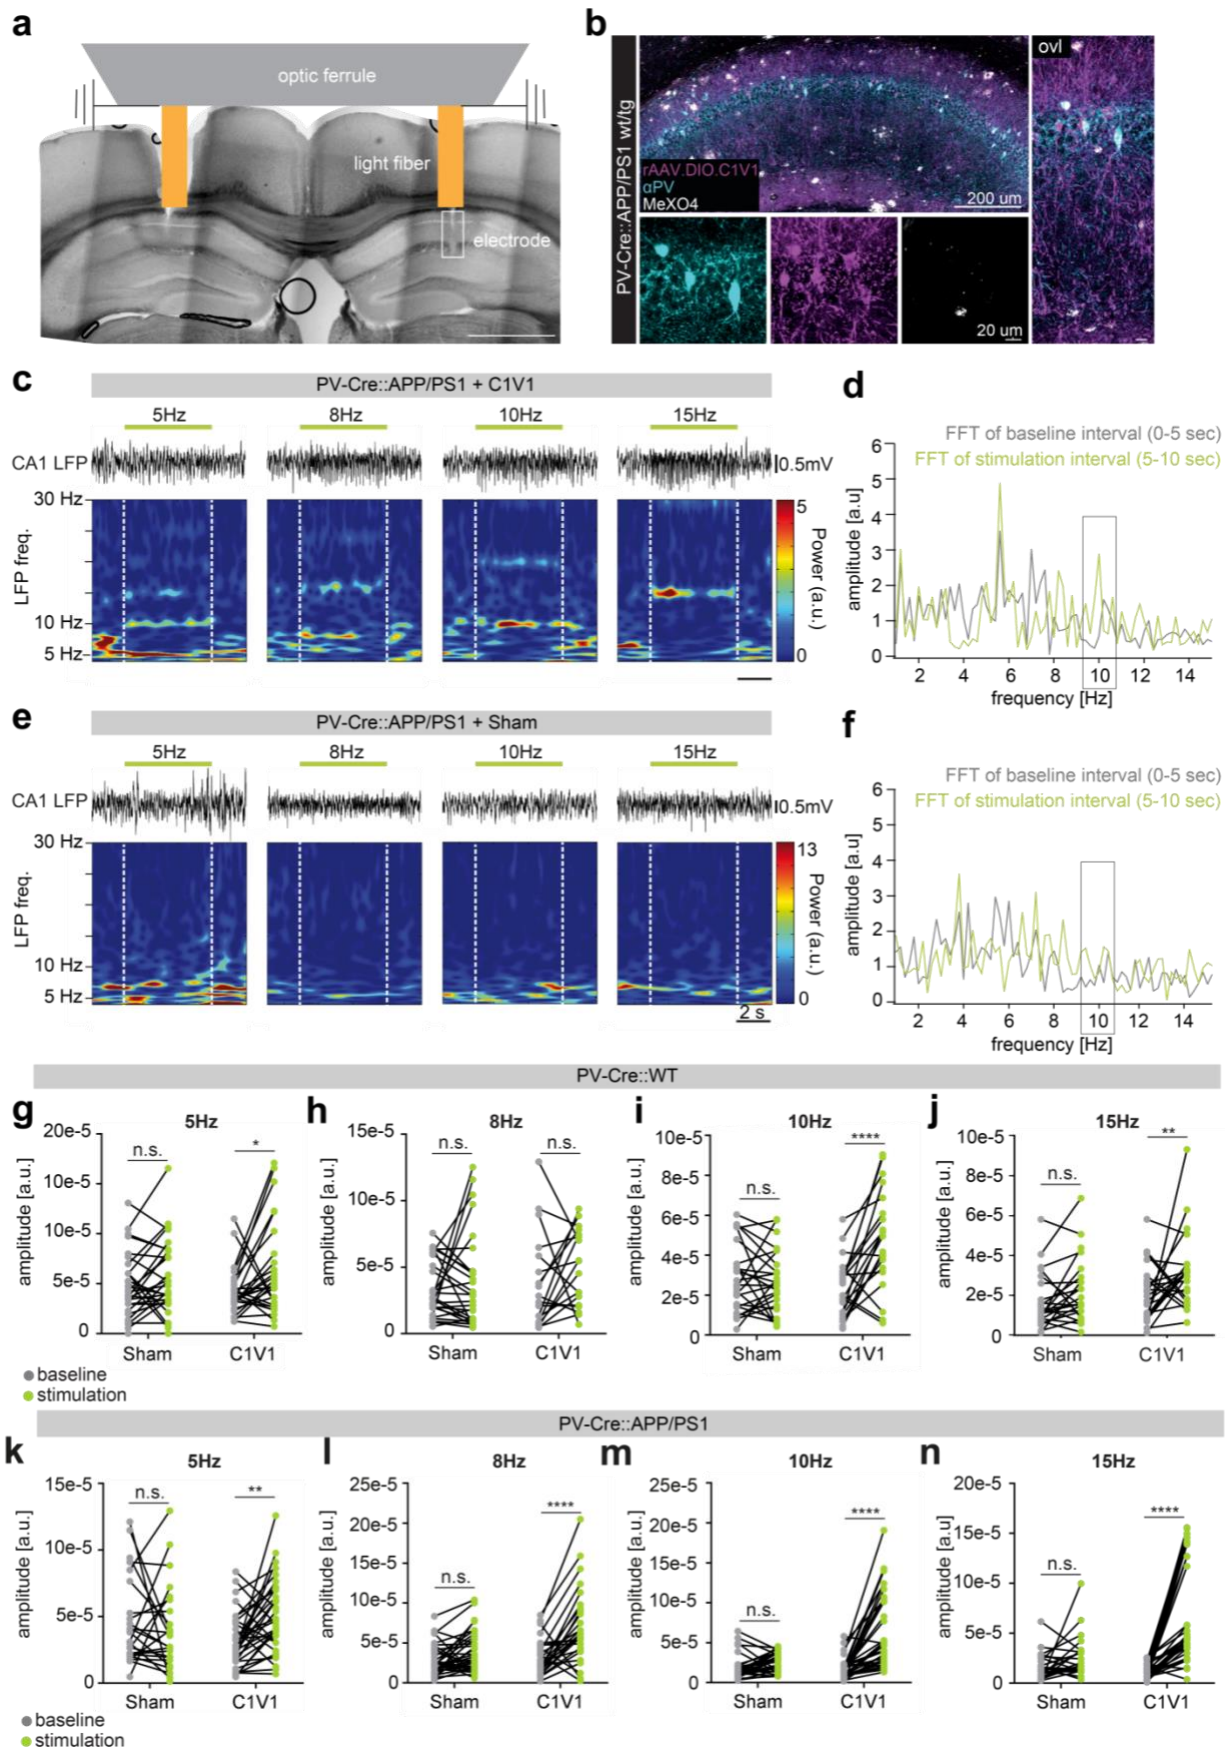 a
optic ferrule
light fiber
electrode
b
PV-Cre::APP/PS1 wt/tg
rAAV.DIO.C1V1
αPV
MeXO4
200 um
20 um
ovl
c
PV-Cre::APP/PS1 + C1V1
5Hz 8Hz 10Hz 15Hz
CA1 LFP
0.5mV
30 Hz
10 Hz
5 Hz
LFP freq.
5
0
Power (a.u.)
d
FFT of baseline interval (0-5 sec)
FFT of stimulation interval (5-10 sec)
amplitude [a.u]
6
5
4
3
2
1
0
2 4 6 8 10 12 14
frequency [Hz]
e
PV-Cre::APP/PS1 + Sham
5Hz 8Hz 10Hz 15Hz
CA1 LFP
0.5mV
30 Hz
10 Hz
5 Hz
LFP freq.
13
0
Power (a.u.)
2 s
f
FFT of baseline interval (0-5 sec)
FFT of stimulation interval (5-10 sec)
amplitude [a.u]
6
5
4
3
2
1
0
2 4 6 8 10 12 14
frequency [Hz]
PV-Cre::WT
g
5Hz
amplitude [a.u.]
20e-5
10e-5
10e-5
5e-5
0
n.s. *
Sham C1V1
h
8Hz
amplitude [a.u.]
15e-5
10e-5
5e-5
0
n.s. n.s.
Sham C1V1
i
10Hz
amplitude [a.u.]
10e-5
8e-5
6e-5
4e-5
2e-5
0
n.s. ****
Sham C1V1
j
15Hz
amplitude [a.u.]
10e-5
8e-5
6e-5
4e-5
2e-5
0
n.s. **
Sham C1V1
baseline
stimulation
PV-Cre::APP/PS1
k
5Hz
amplitude [a.u.]
15e-5
10e-5
5e-5
0
n.s. **
Sham C1V1
l
8Hz
amplitude [a.u.]
25e-5
20e-5
15e-5
10e-5
5e-5
0
n.s. ****
Sham C1V1
m
10Hz
amplitude [a.u.]
25e-5
20e-5
15e-5
10e-5
5e-5
0
n.s. ****
Sham C1V1
n
15Hz
amplitude [a.u]
20e-5
15e-5
10e-5
5e-5
0
n.s. ****
Sham C1V1
baseline
stimulation